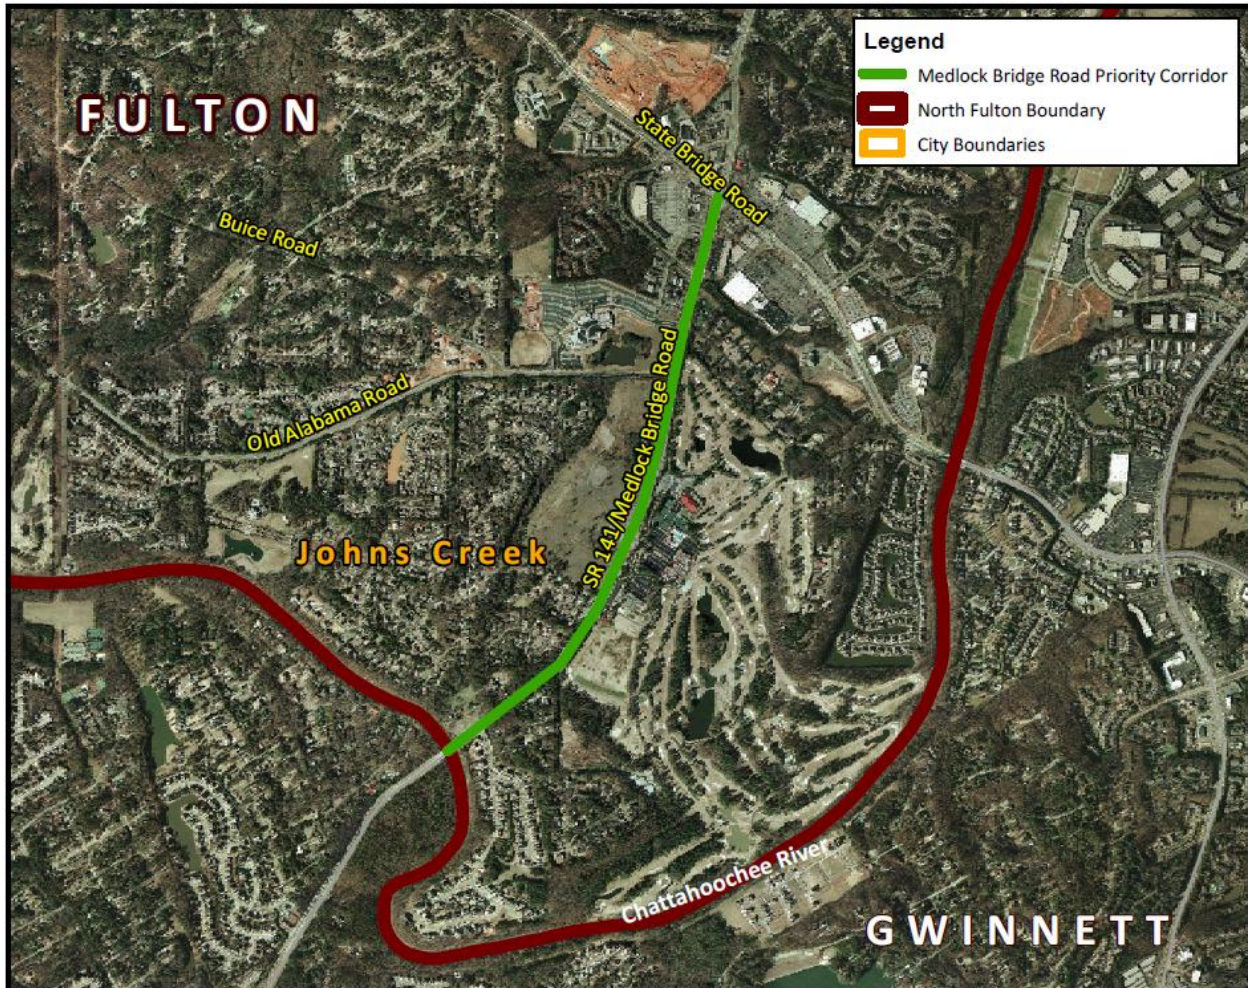 Legend
Medlock Bridge Road Priority Corridor
North Fulton Boundary
City Boundaries
FULTON
State Bridge Road
Buice Road
SR 141/Medlock Bridge Road
Old Alabama Road
Johns Creek
Chattahoochee River
GWINNETT